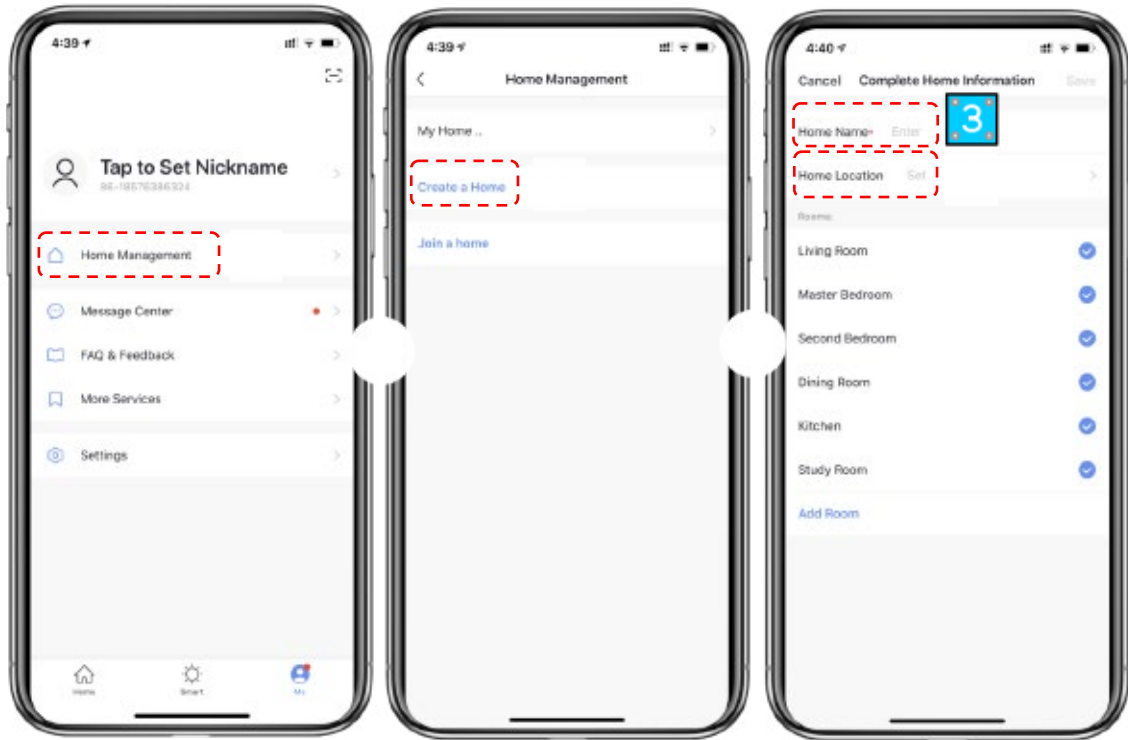 4:39
Tap to Set Nickname
86-18576386324
Home Management
Message Center
FAQ & Feedback
More Services
Settings
Home
Smart
Me
4:39
Home Management
My Home ..
Create a Home
Join a home
4:40
Cancel Complete Home Information Save
3
Home Name* Enter
Home Location Set
Rooms:
Living Room
Master Bedroom
Second Bedroom
Dining Room
Kitchen
Study Room
Add Room